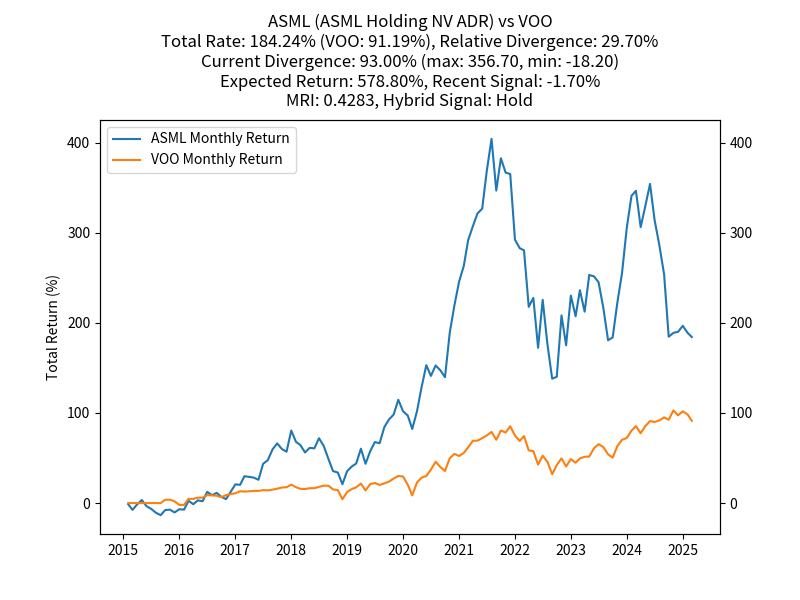 ASML (ASML Holding NV ADR) vs VOO
Total Rate: 184.24% (VOO: 91.19%), Relative Divergence: 29.70%
Current Divergence: 93.00% (max: 356.70, min: -18.20)
Expected Return: 578.80%, Recent Signal: -1.70%
MRI: 0.4283, Hybrid Signal: Hold
ASML Monthly Return
VOO Monthly Return
Total Return (%)
400
300
200
100
0
400
300
200
100
0
2015 2016 2017 2018 2019 2020 2021 2022 2023 2024 2025